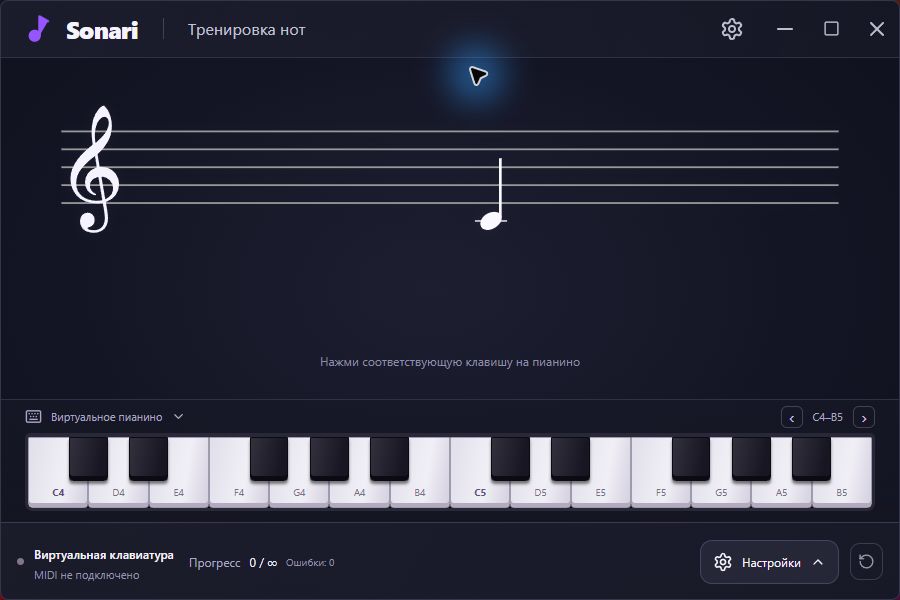 Sonari
Тренировка нот
Нажми соответствующую клавишу на пианино
Виртуальное пианино
C4–B5
C4 D4 E4 F4 G4 A4 B4 C5 D5 E5 F5 G5 A5 B5
Виртуальная клавиатура
MIDI не подключено
Прогресс 0 / ∞ Ошибки: 0
Настройки